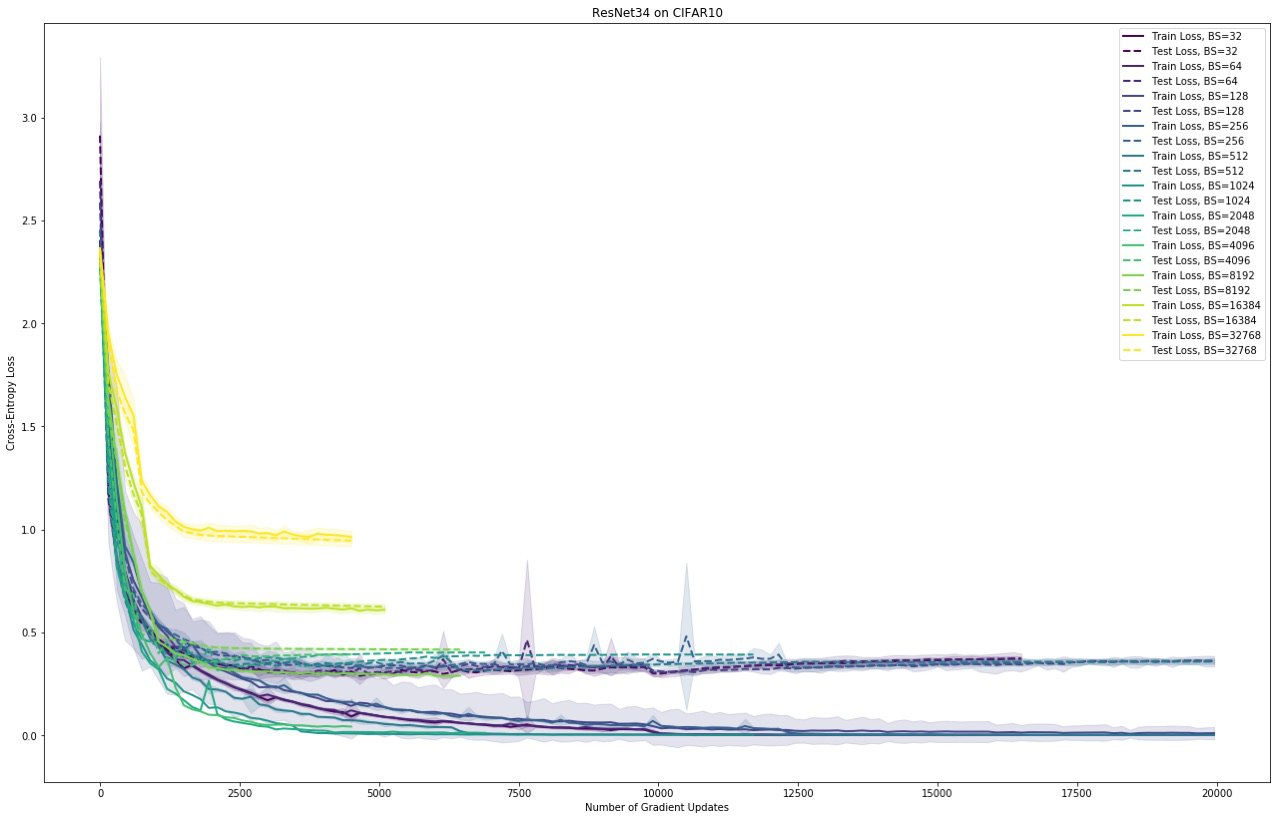 ResNet34 on CIFAR10
Train Loss, BS=32
Test Loss, BS=32
Train Loss, BS=64
Test Loss, BS=64
Train Loss, BS=128
Test Loss, BS=128
Train Loss, BS=256
Test Loss, BS=256
Train Loss, BS=512
Test Loss, BS=512
Train Loss, BS=1024
Test Loss, BS=1024
Train Loss, BS=2048
Test Loss, BS=2048
Train Loss, BS=4096
Test Loss, BS=4096
Train Loss, BS=8192
Test Loss, BS=8192
Train Loss, BS=16384
Test Loss, BS=16384
Train Loss, BS=32768
Test Loss, BS=32768
Cross-Entropy Loss
3.0
2.5
2.0
1.5
1.0
0.5
0.0
0 2500 5000 7500 10000 12500 15000 17500 20000
Number of Gradient Updates